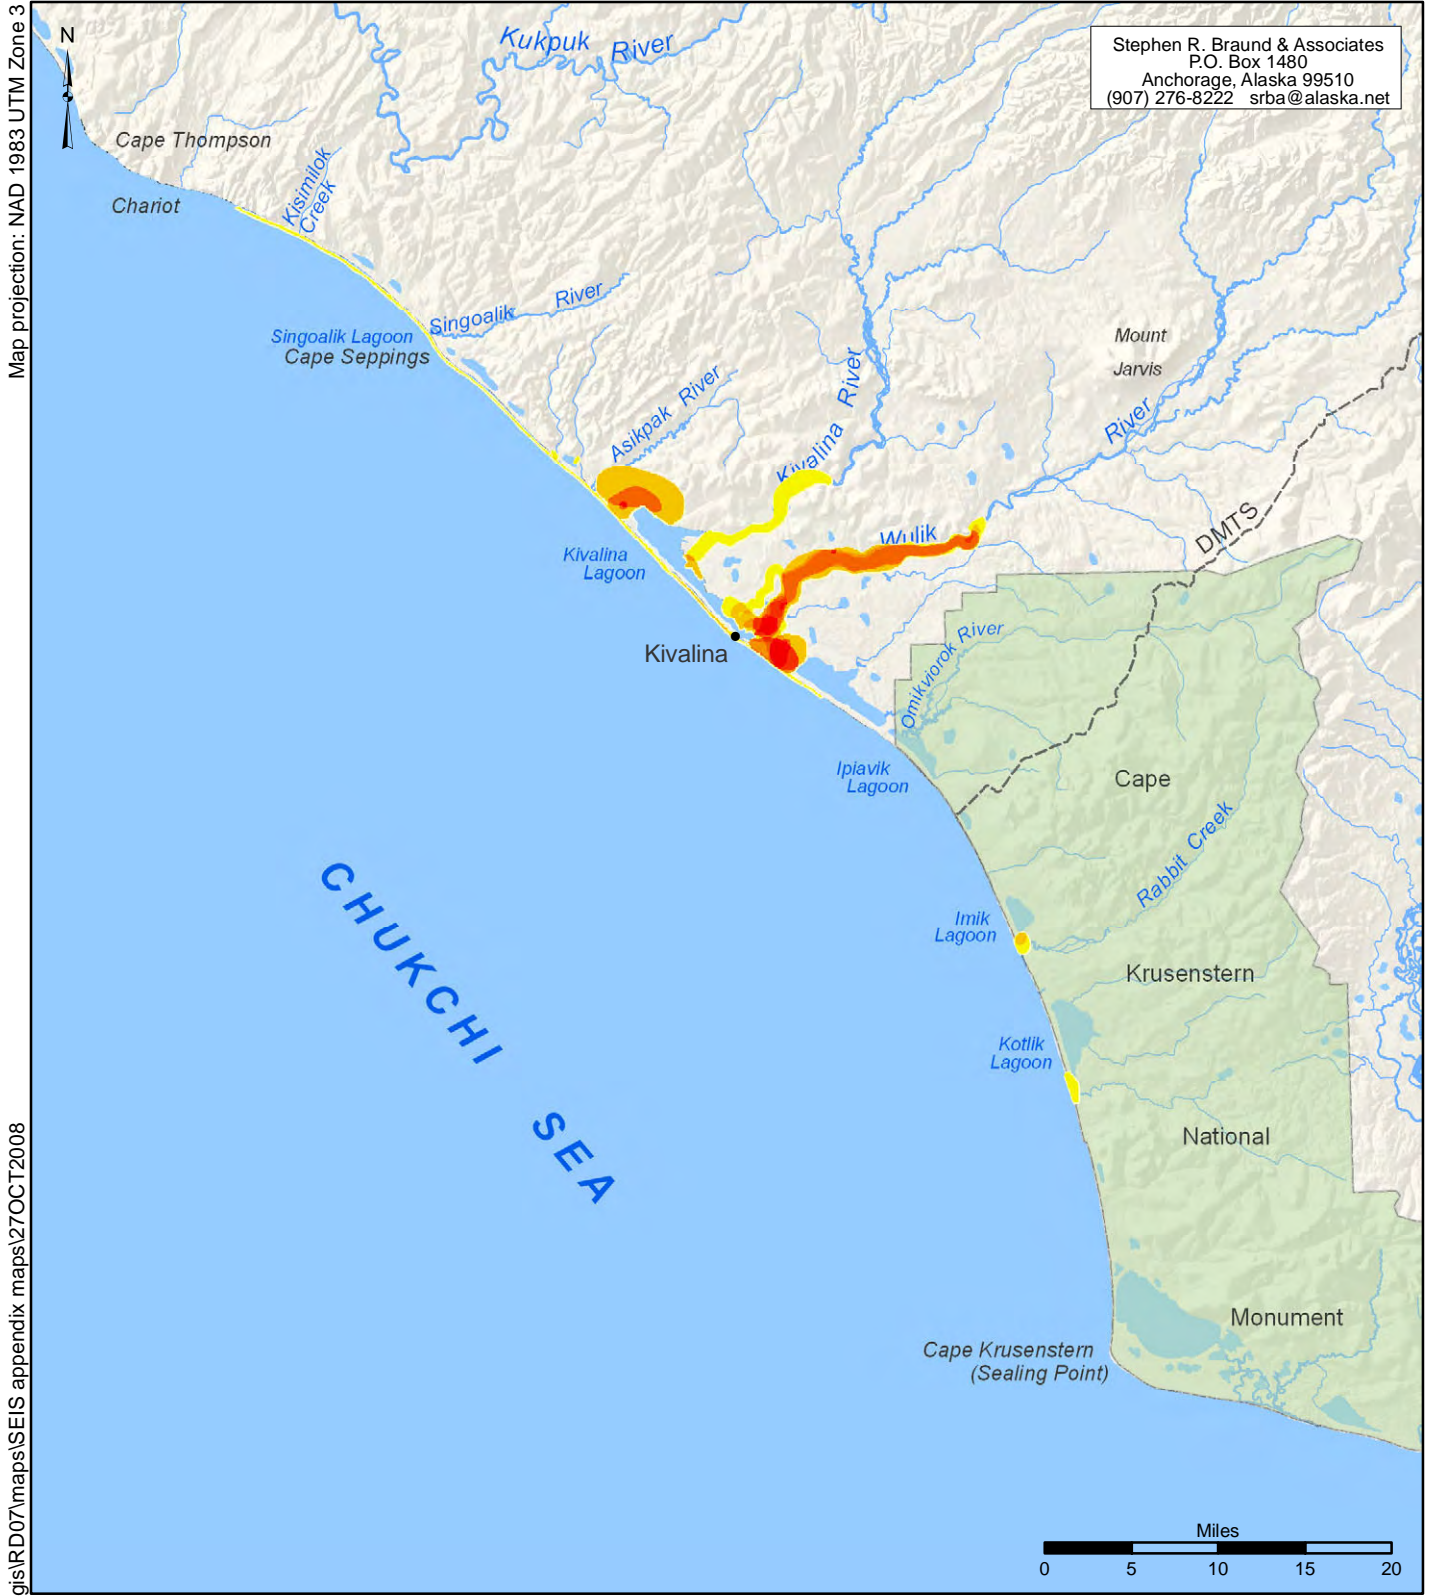 Map projection: NAD 1983 UTM Zone 3
gis\RD07\maps\SEIS appendix maps\27OCT2008
N
Stephen R. Braund & Associates
P.O. Box 1480
Anchorage, Alaska 99510
(907) 276-8222 srba@alaska.net
Kukpuk River
Cape Thompson
Kisimilok
Creek
Chariot
Singoalik River
Singoalik Lagoon
Cape Seppings
Mount
Jarvis
Asikpak River
Kivalina River
Wulik River
DMTS
Kivalina
Lagoon
Kivalina
Omikviorok River
Ipiavik
Lagoon
Cape
Rabbit Creek
Imik
Lagoon
Krusenstern
CHUKCHI SEA
Kotlik
Lagoon
National
Monument
Cape Krusenstern
(Sealing Point)
Miles
0 5 10 15 20